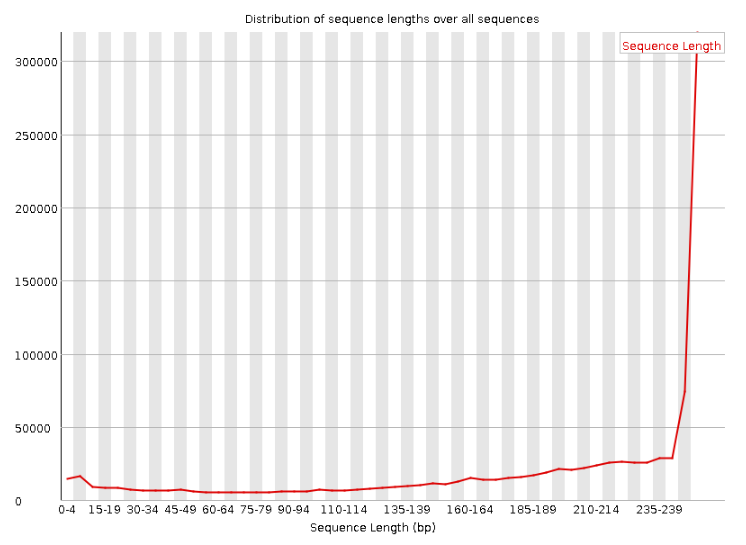 Distribution of sequence lengths over all sequences
Sequence Length
300000
250000
200000
150000
100000
50000
0
0-4 15-19 30-34 45-49 60-64 75-79 90-94 110-114 135-139 160-164 185-189 210-214 235-239
Sequence Length (bp)